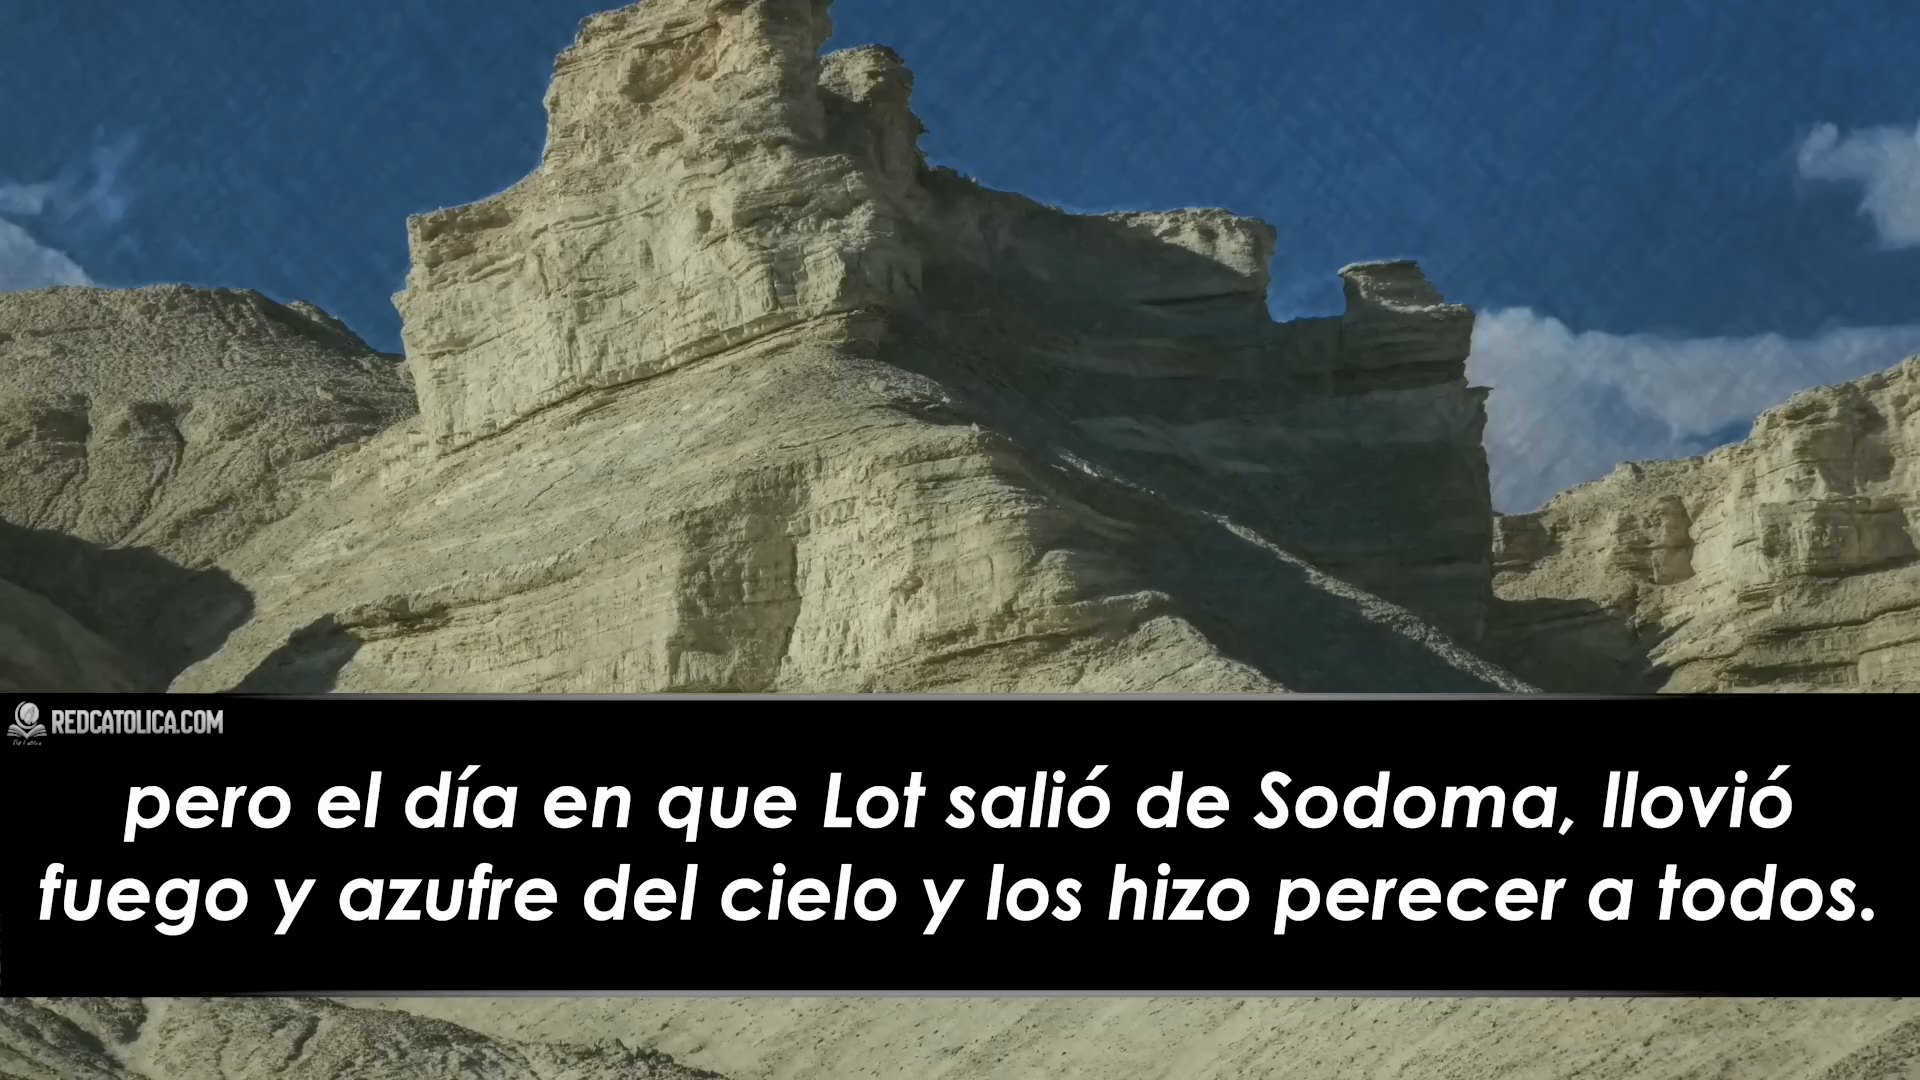 REDCATOLICA.COM
pero el día en que Lot salió de Sodoma, llovió
fuego y azufre del cielo y los hizo perecer a todos.